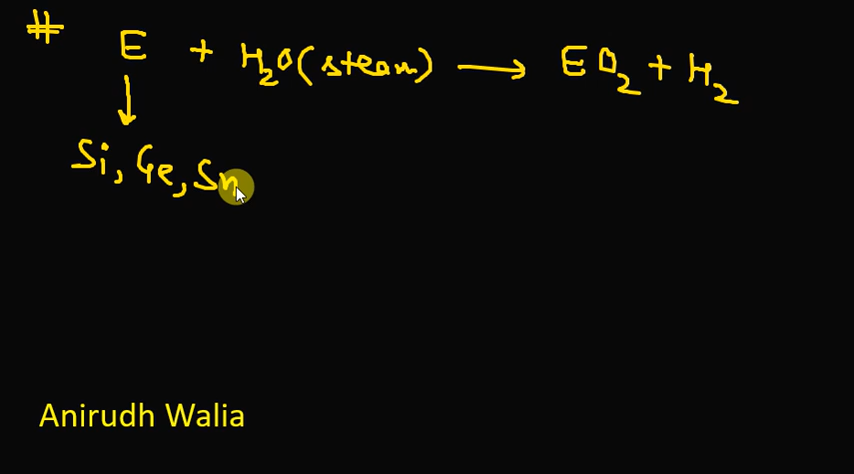 # E + H₂O (steam) ⟶ EO₂ + H₂
↓
Si, Ge, Sn
Anirudh Walia